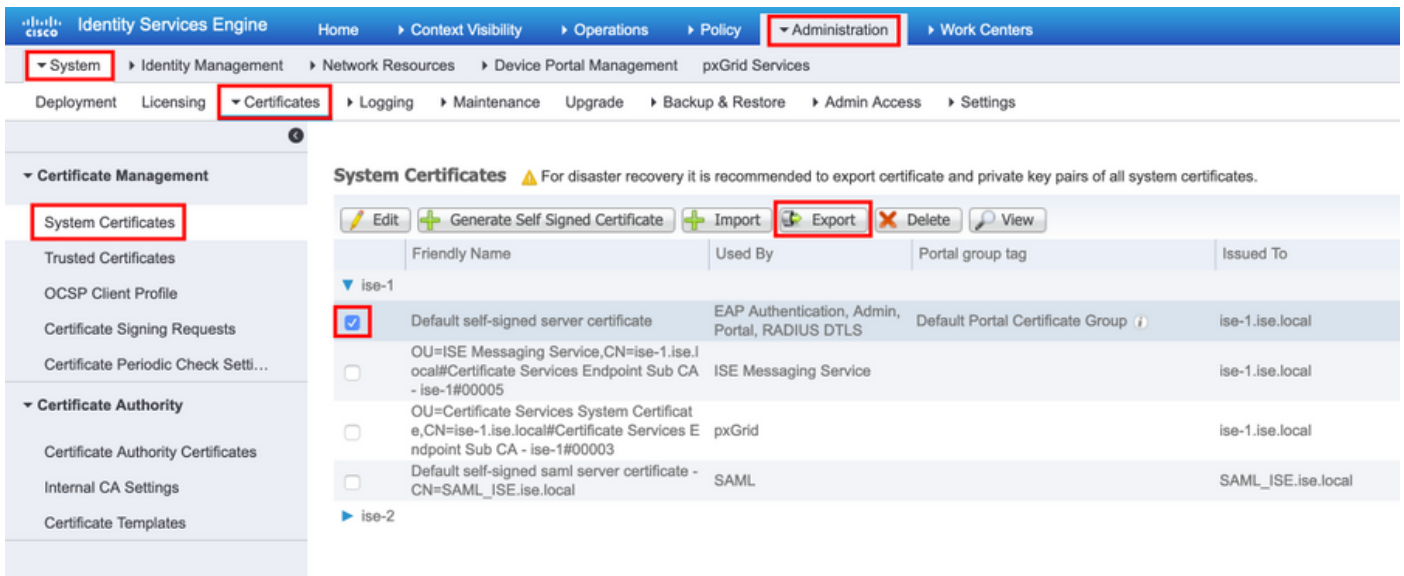 cisco Identity Services Engine Home Context Visibility Operations Policy Administration Work Centers
System Identity Management Network Resources Device Portal Management pxGrid Services
Deployment Licensing Certificates Logging Maintenance Upgrade Backup & Restore Admin Access Settings
Certificate Management
System Certificates
Trusted Certificates
OCSP Client Profile
Certificate Signing Requests
Certificate Periodic Check Setti...
Certificate Authority
Certificate Authority Certificates
Internal CA Settings
Certificate Templates
System Certificates For disaster recovery it is recommended to export certificate and private key pairs of all system certificates.
Edit Generate Self Signed Certificate Import Export Delete View
Friendly Name Used By Portal group tag Issued To
ise-1
Default self-signed server certificate
EAP Authentication, Admin,
Portal, RADIUS DTLS
Default Portal Certificate Group i
ise-1.ise.local
OU=ISE Messaging Service,CN=ise-1.ise.l
ocal#Certificate Services Endpoint Sub CA
- ise-1#00005
ISE Messaging Service
ise-1.ise.local
OU=Certificate Services System Certificat
e,CN=ise-1.ise.local#Certificate Services E
ndpoint Sub CA - ise-1#00003
pxGrid
ise-1.ise.local
Default self-signed saml server certificate -
CN=SAML_ISE.ise.local
SAML
SAML_ISE.ise.local
ise-2